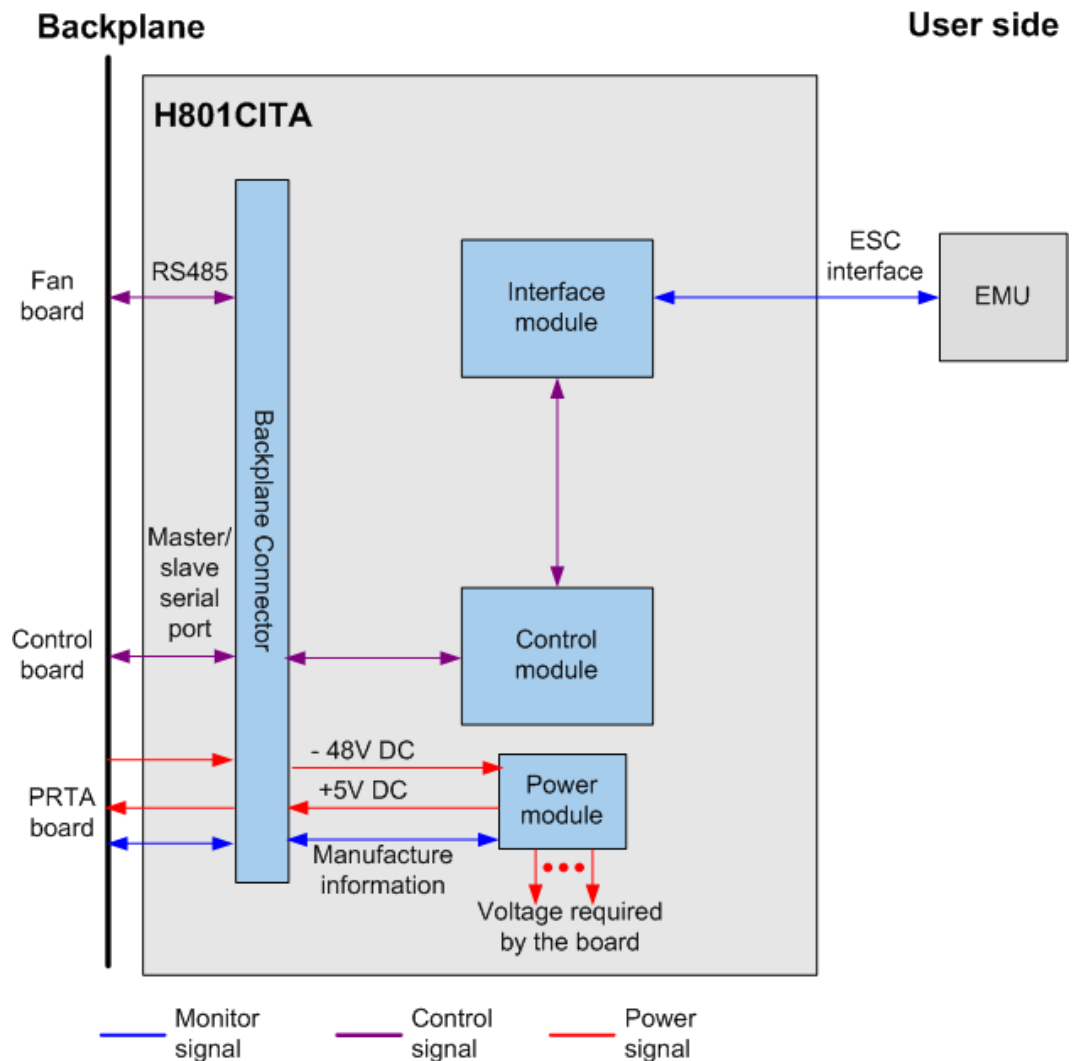 Backplane
User side
H801CITA
Fan
board
RS485
Interface
module
ESC
interface
EMU
Backplane Connector
Master/
slave
serial
port
Control
board
Control
module
- 48V DC
+5V DC
PRTA
board
Power
module
Manufacture
information
Voltage required
by the board
Monitor
signal
Control
signal
Power
signal